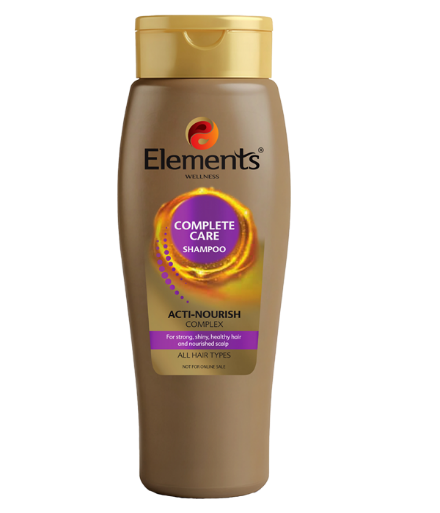 Elements®
WELLNESS
COMPLETE
CARE
SHAMPOO
ACTI-NOURISH
COMPLEX
For strong, shiny, healthy hair
and nourished scalp
ALL HAIR TYPES
NOT FOR ONLINE SALE